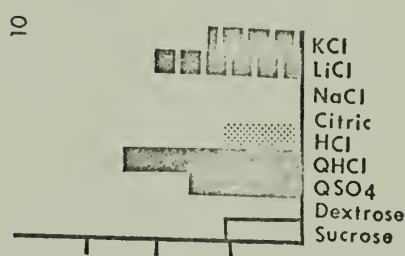 10
KCl
LiCl
NaCl
Citric
HCl
QHCl
QSO4
Dextrose
Sucrose